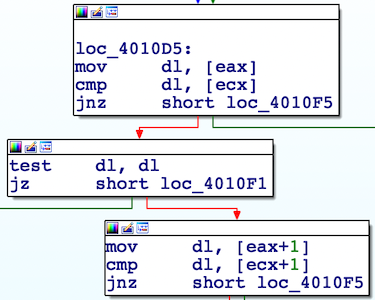 loc_4010D5:
mov dl, [eax]
cmp dl, [ecx]
jnz short loc_4010F5
test dl, dl
jz short loc_4010F1
mov dl, [eax+1]
cmp dl, [ecx+1]
jnz short loc_4010F5